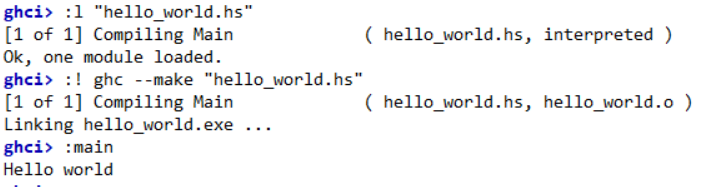 ghci> :l "hello_world.hs"
[1 of 1] Compiling Main             ( hello_world.hs, interpreted )
Ok, one module loaded.
ghci> :! ghc --make "hello_world.hs"
[1 of 1] Compiling Main             ( hello_world.hs, hello_world.o )
Linking hello_world.exe ...
ghci> :main
Hello world